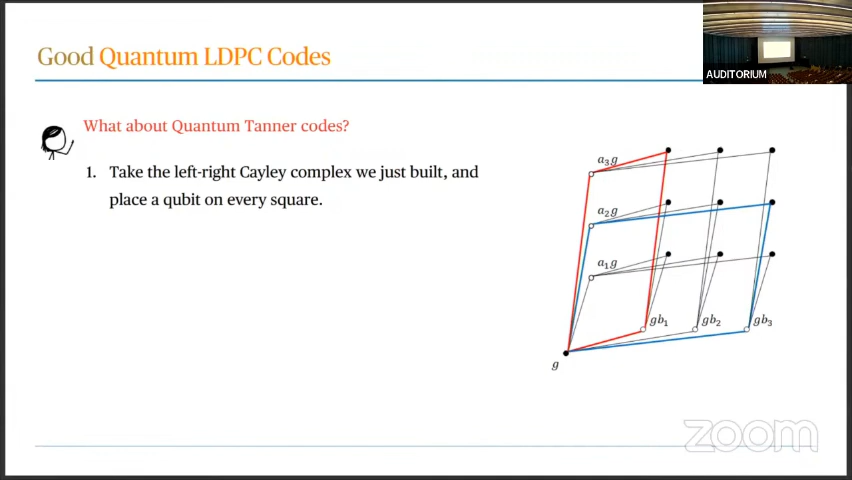 Good Quantum LDPC Codes
AUDITORIUM
What about Quantum Tanner codes?
1. Take the left-right Cayley complex we just built, and
place a qubit on every square.
a₃g
a₂g
a₁g
gb₁
gb₂
gb₃
g
zoom